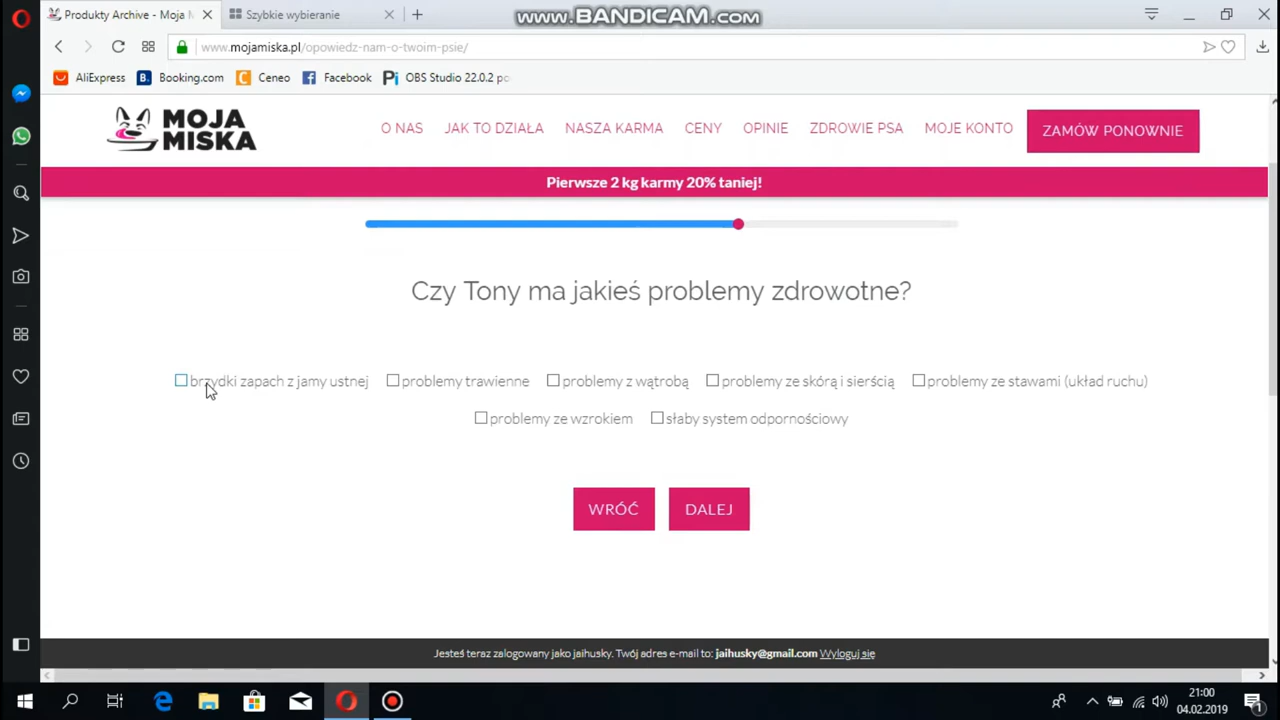 www.BANDICAM.com
Produkty Archive - Moja M
Szybkie wybieranie
www.mojamiska.pl/opowiedz-nam-o-twoim-psie/
AliExpress
Booking.com
Ceneo
Facebook
OBS Studio 22.0.2 po
MOJA
MISKA
O NAS
JAK TO DZIAŁA
NASZA KARMA
CENY
OPINIE
ZDROWIE PSA
MOJE KONTO
ZAMÓW PONOWNIE
Pierwsze 2 kg karmy 20% taniej!
Czy Tony ma jakieś problemy zdrowotne?
brzydki zapach z jamy ustnej
problemy trawienne
problemy z wątrobą
problemy ze skórą i sierścią
problemy ze stawami (układ ruchu)
problemy ze wzrokiem
słaby system odpornościowy
WRÓĆ
DALEJ
Jesteś teraz zalogowany jako jaihusky. Twój adres e-mail to: jaihusky@gmail.com Wyloguj się
21:00
04.02.2019
1